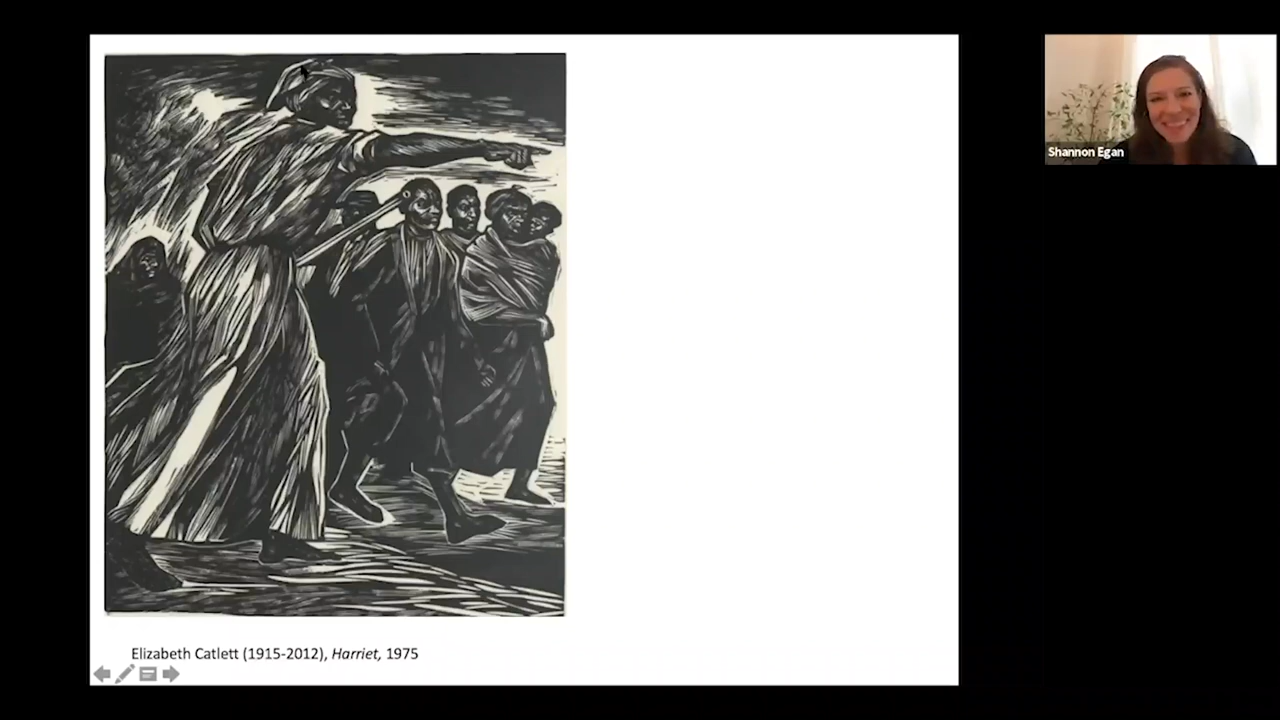 Shannon Egan
Elizabeth Catlett (1915-2012), Harriet, 1975